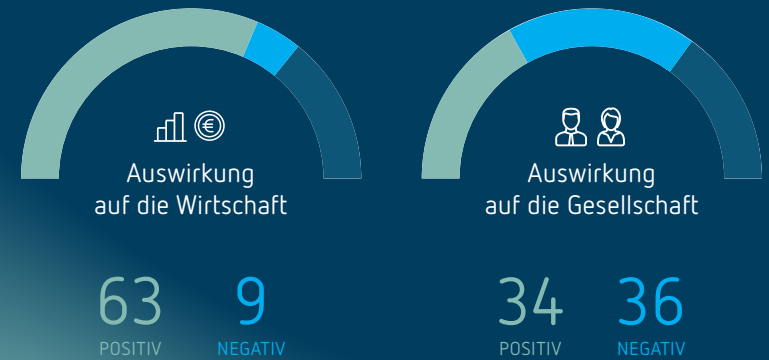 €
Auswirkung
auf die Wirtschaft
63 9
POSITIV NEGATIV
Auswirkung
auf die Gesellschaft
34 36
POSITIV NEGATIV